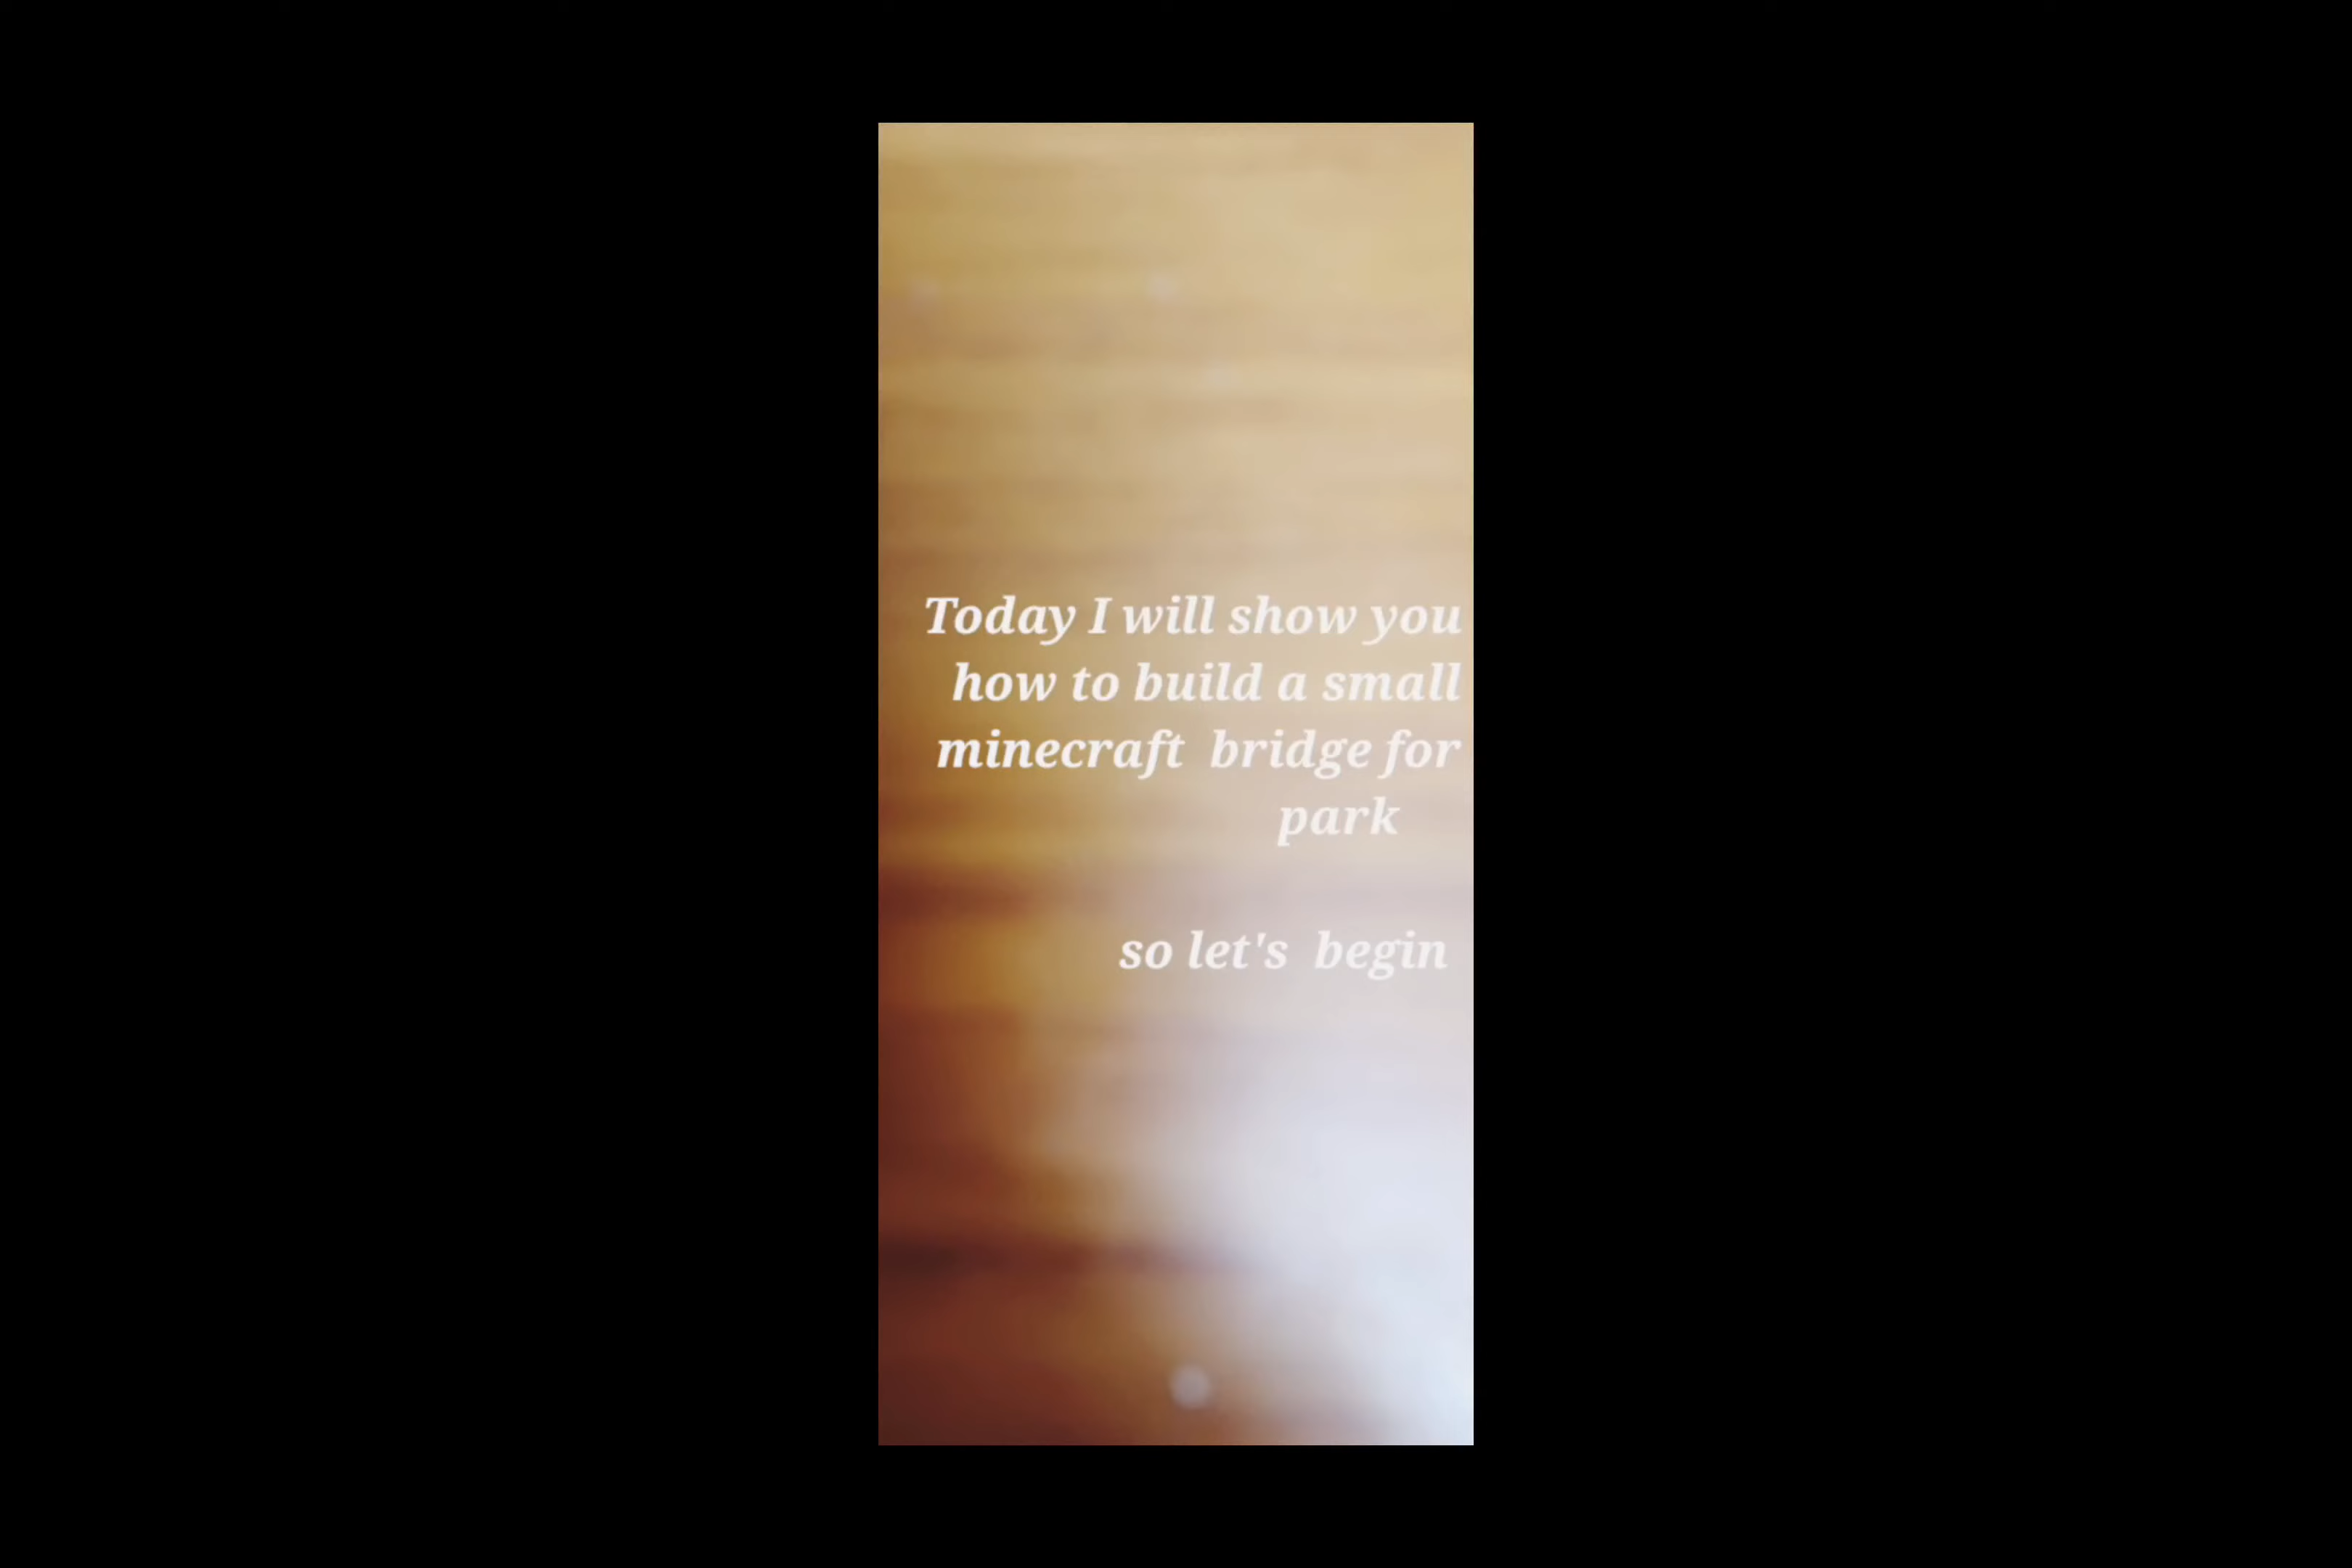 Today I will show you
how to build a small
minecraft  bridge for
park
so let's  begin